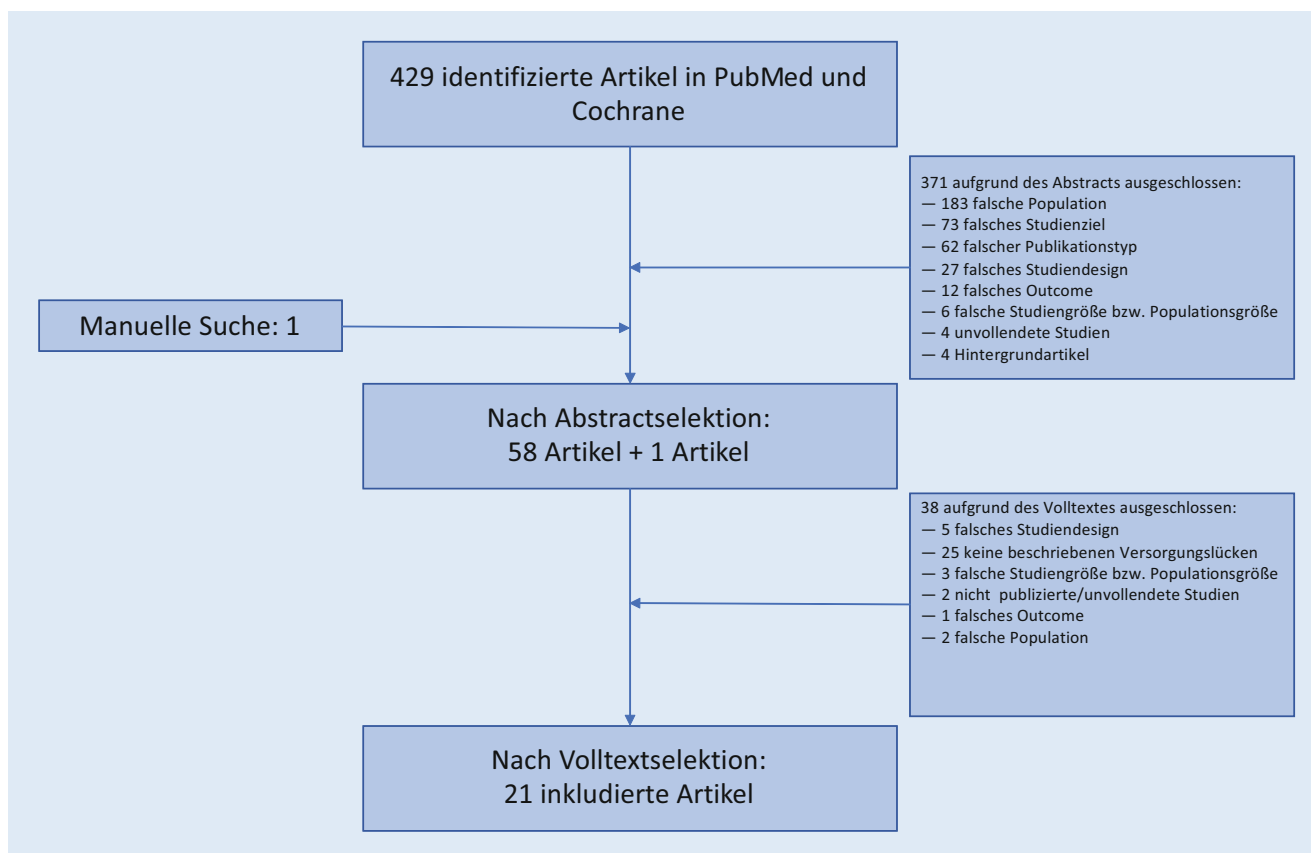 429 identifizierte Artikel in PubMed und
Cochrane
371 aufgrund des Abstracts ausgeschlossen:
— 183 falsche Population
— 73 falsches Studienziel
— 62 falscher Publikationstyp
— 27 falsches Studiendesign
— 12 falsches Outcome
— 6 falsche Studiengröße bzw. Populationsgröße
— 4 unvollendete Studien
— 4 Hintergrundartikel
Manuelle Suche: 1
Nach Abstractselektion:
58 Artikel + 1 Artikel
38 aufgrund des Volltextes ausgeschlossen:
— 5 falsches Studiendesign
— 25 keine beschriebenen Versorgungslücken
— 3 falsche Studiengröße bzw. Populationsgröße
— 2 nicht publizierte/unvollendete Studien
— 1 falsches Outcome
— 2 falsche Population
Nach Volltextselektion:
21 inkludierte Artikel